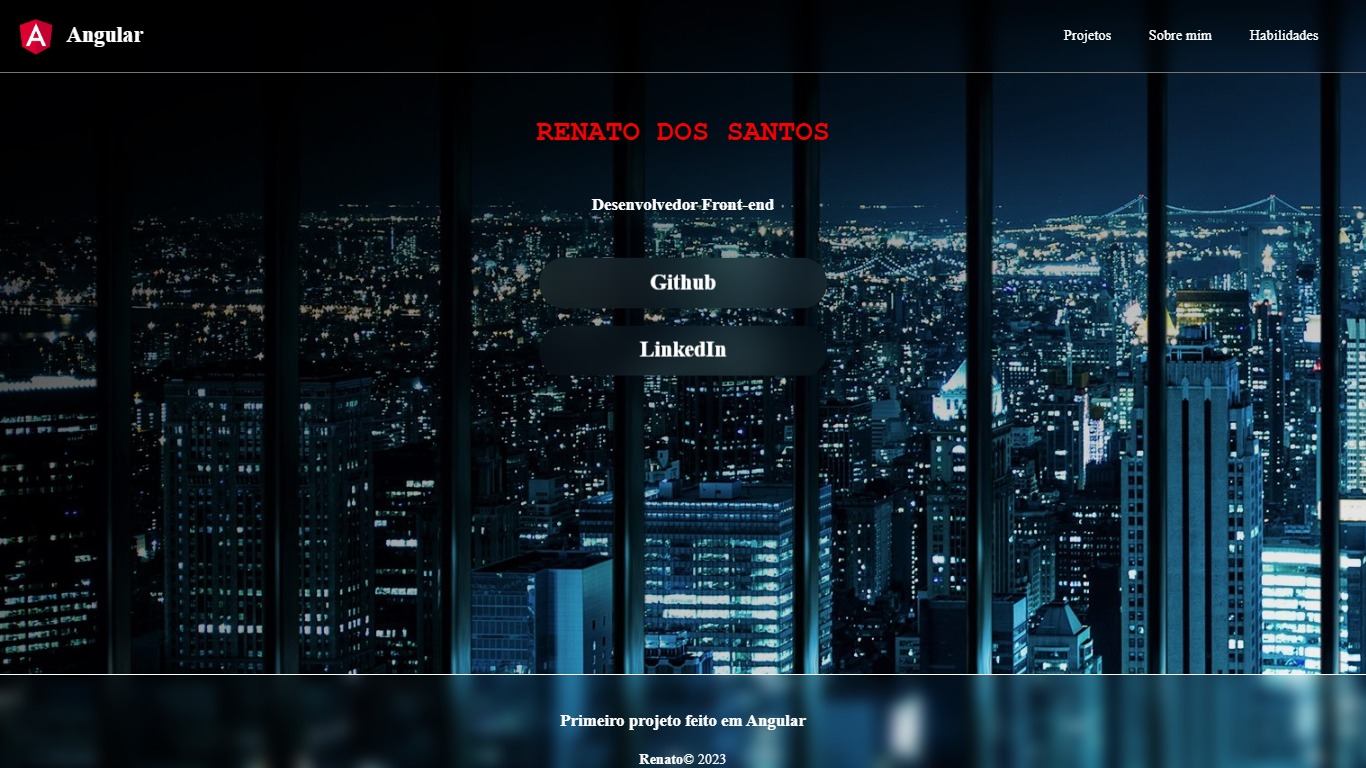 Angular
Projetos Sobre mim Habilidades
RENATO DOS SANTOS
Desenvolvedor Front-end
Github
LinkedIn
Primeiro projeto feito em Angular
Renato© 2023